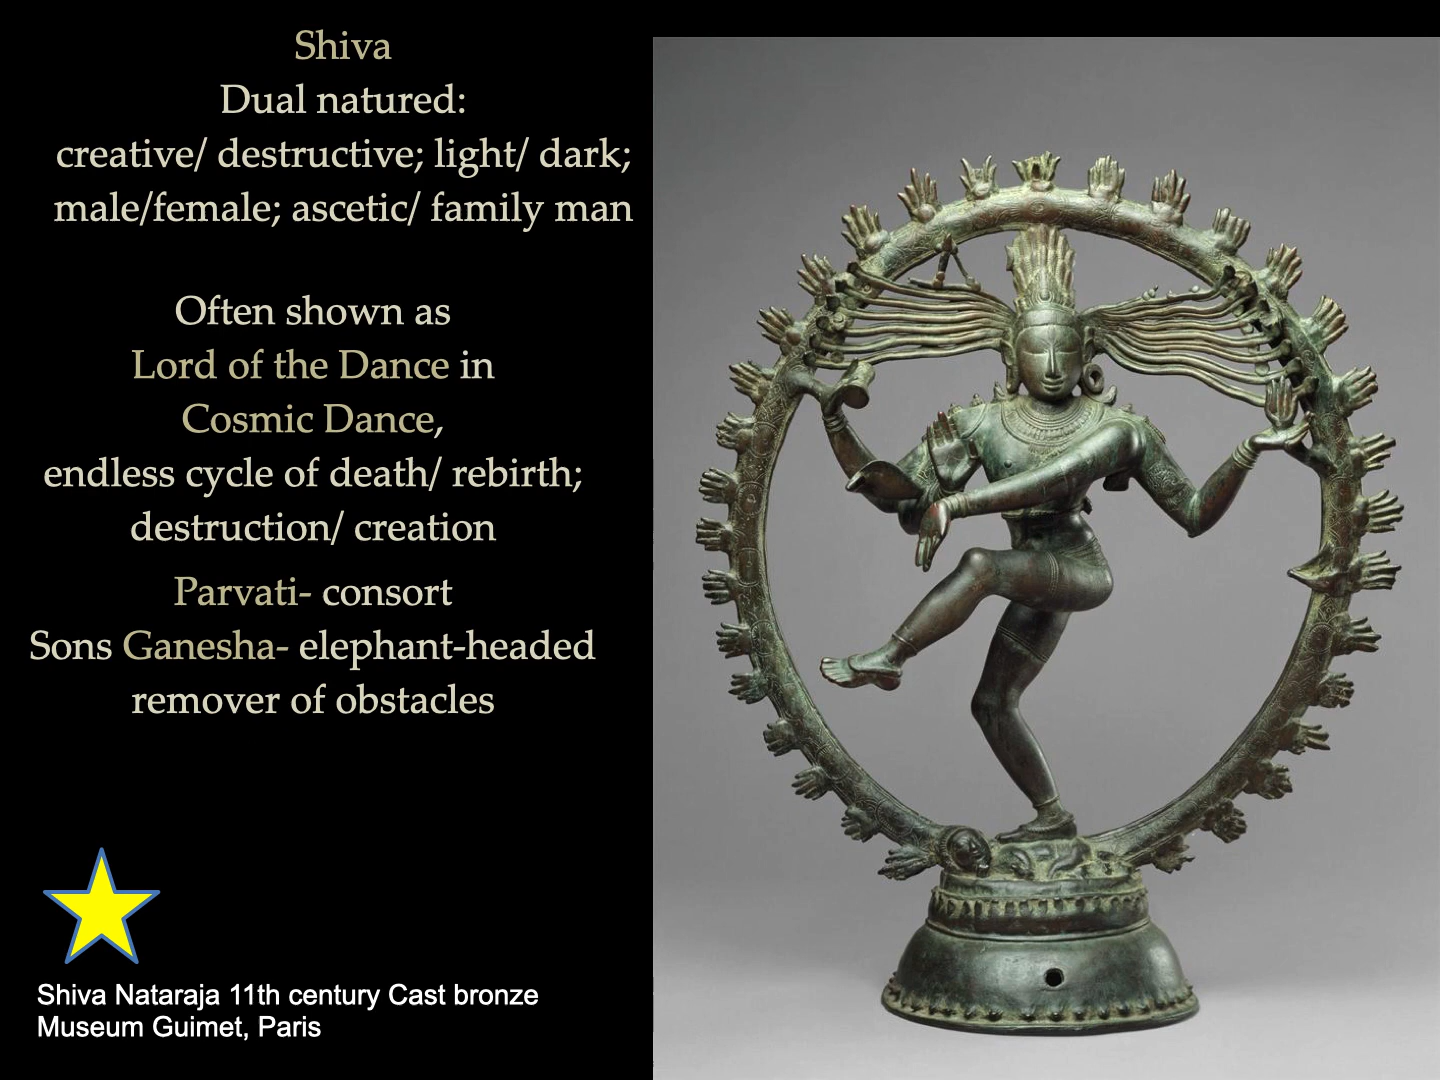 Shiva
Dual natured:
creative/ destructive; light/ dark;
male/female; ascetic/ family man
Often shown as
Lord of the Dance in
Cosmic Dance,
endless cycle of death/ rebirth;
destruction/ creation
Parvati- consort
Sons Ganesha- elephant-headed
remover of obstacles
Shiva Nataraja 11th century Cast bronze
Museum Guimet, Paris